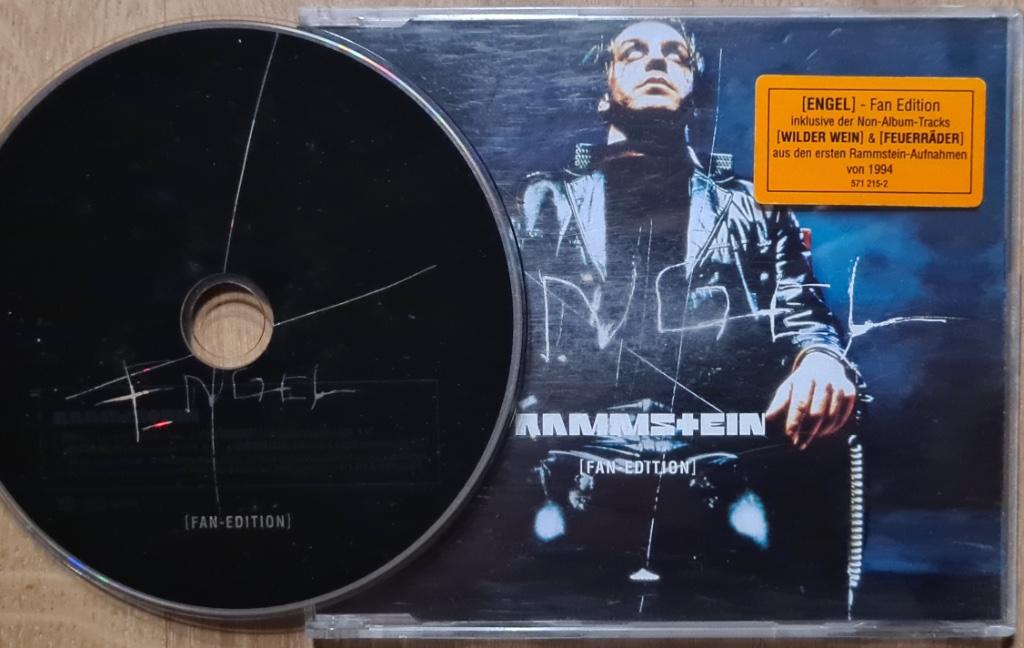 ENGEL
[FAN-EDITION]
[ENGEL] - Fan Edition
inklusive der Non-Album-Tracks
[WILDER WEIN] & [FEUERRÄDER]
aus den ersten Rammstein-Aufnahmen
von 1994
571 215-2
NGEL
RAMMSTEIN
[FAN-EDITION]